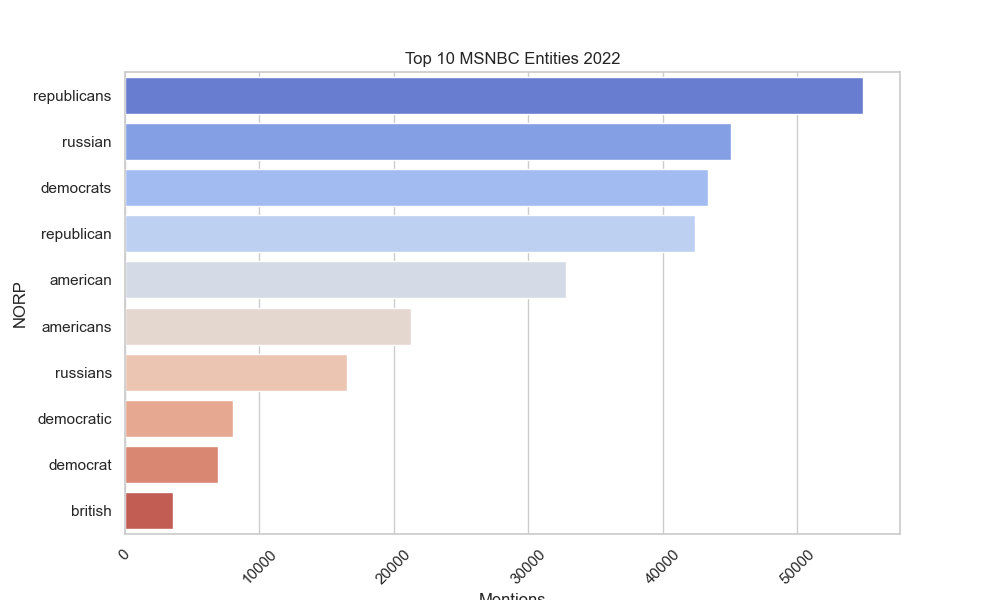 Top 10 MSNBC Entities 2022
republicans
russian
democrats
republican
american
americans
russians
democratic
democrat
british
NORP
0
10000
20000
30000
40000
50000
Mentions